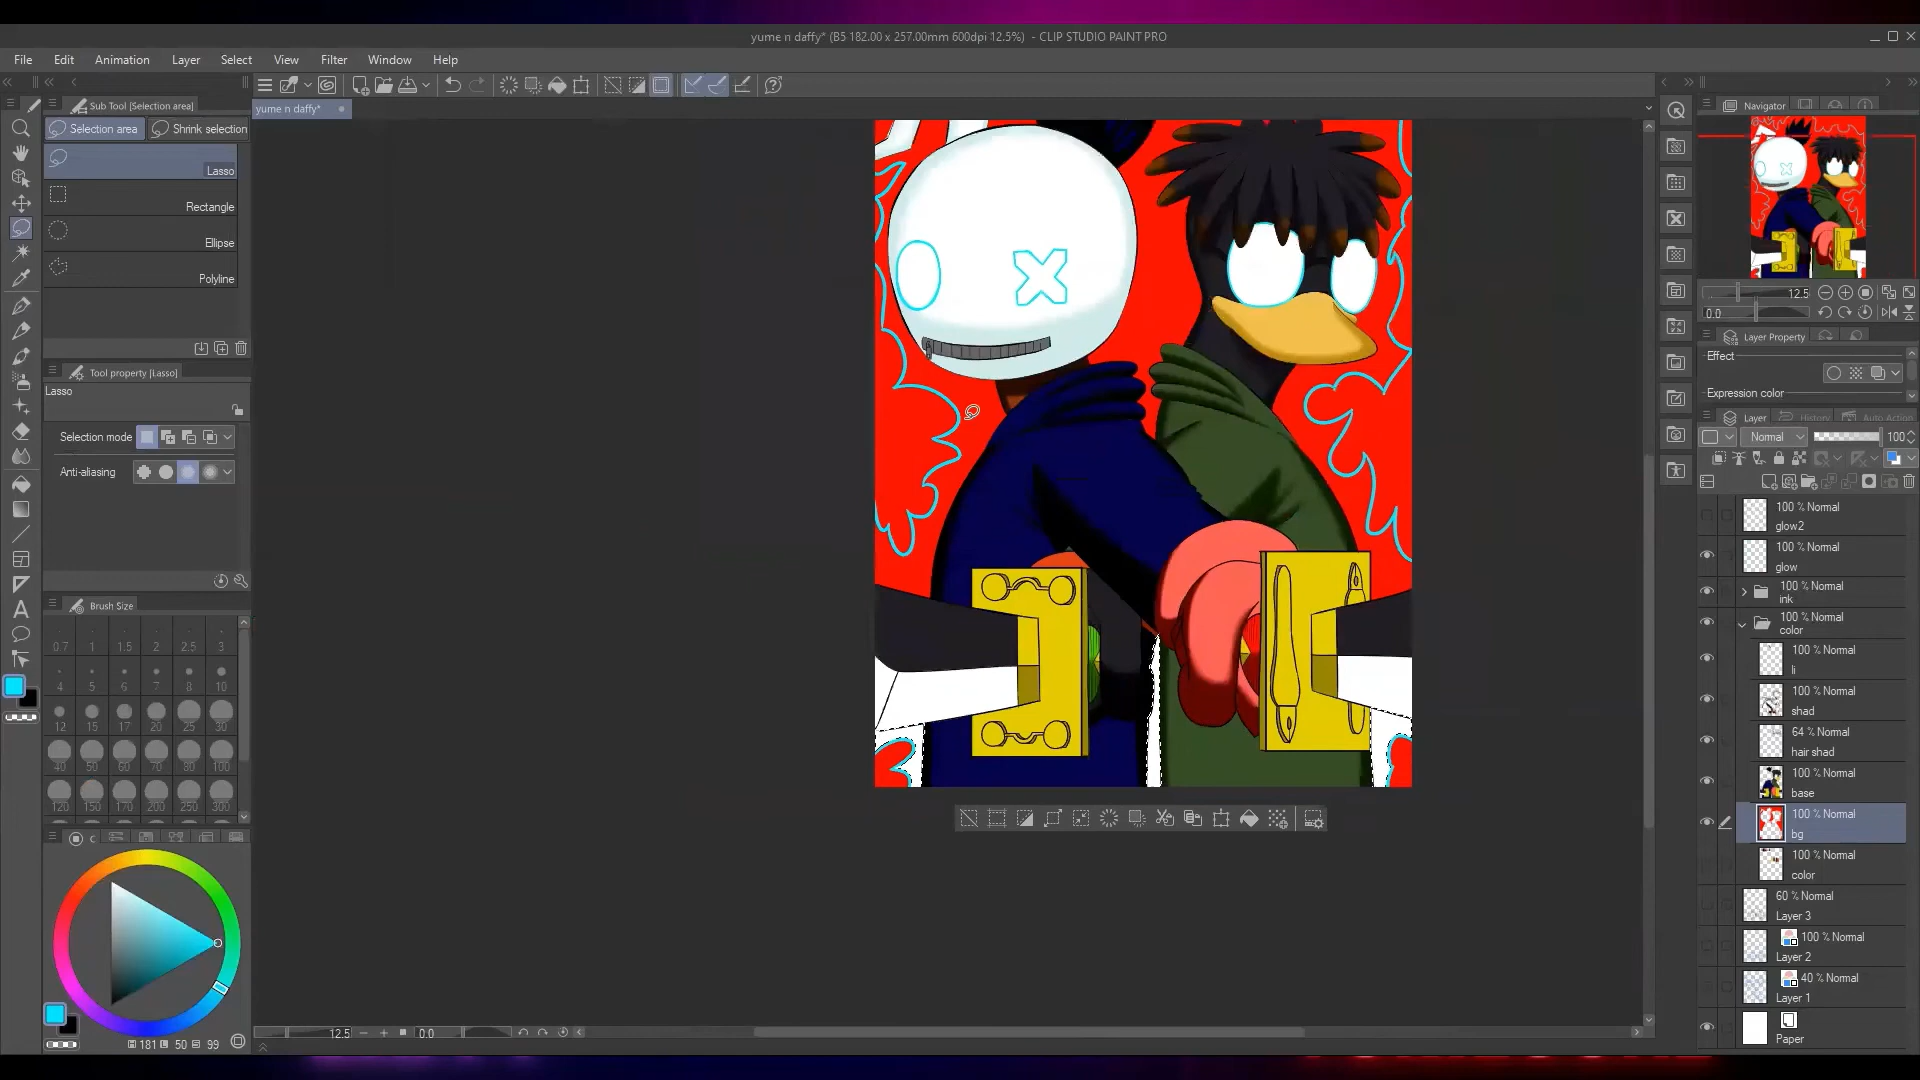 yume n daffy* (B5 182.00 x 257.00mm 600dpi 12.5%) - CLIP STUDIO PAINT PRO
File Edit Animation Layer Select View Filter Window Help
Sub Tool [Selection area]
yume n daffy*
Selection area
Shrink selection
Lasso
Rectangle
Ellipse
Polyline
Tool property [Lasso]
Lasso
Selection mode
Anti-aliasing
Brush Size
0.7 1 1.5 2 2.5 3
4 5 6 7 8 10
12 15 17 20 25 30
40 50 60 70 80 100
120 150 170 200 250 300
C
181 50 99
12.5
0.0
Navigator
12.5
0.0
Layer Property
Effect
Expression color
Layer
History
Auto Action
Normal
100
100 % Normal
glow2
100 % Normal
glow
100 % Normal
ink
100 % Normal
color
100 % Normal
li
100 % Normal
shad
64 % Normal
hair shad
100 % Normal
base
100 % Normal
bg
100 % Normal
color
60 % Normal
Layer 3
100 % Normal
Layer 2
40 % Normal
Layer 1
Paper